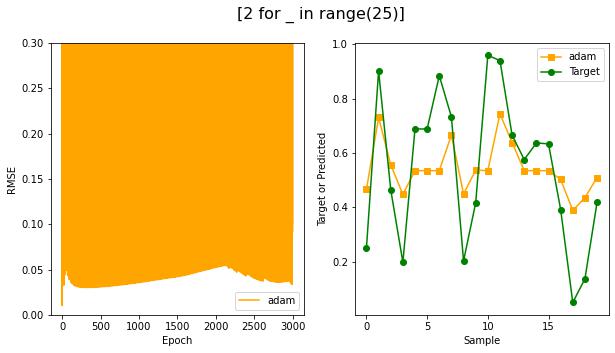 [2 for _ in range(25)]
0.30
0.25
0.20
0.15
0.10
0.05
0.00
RMSE
0 500 1000 1500 2000 2500 3000
Epoch
adam
1.0
0.8
0.6
0.4
0.2
Target or Predicted
0 5 10 15
Sample
adam
Target